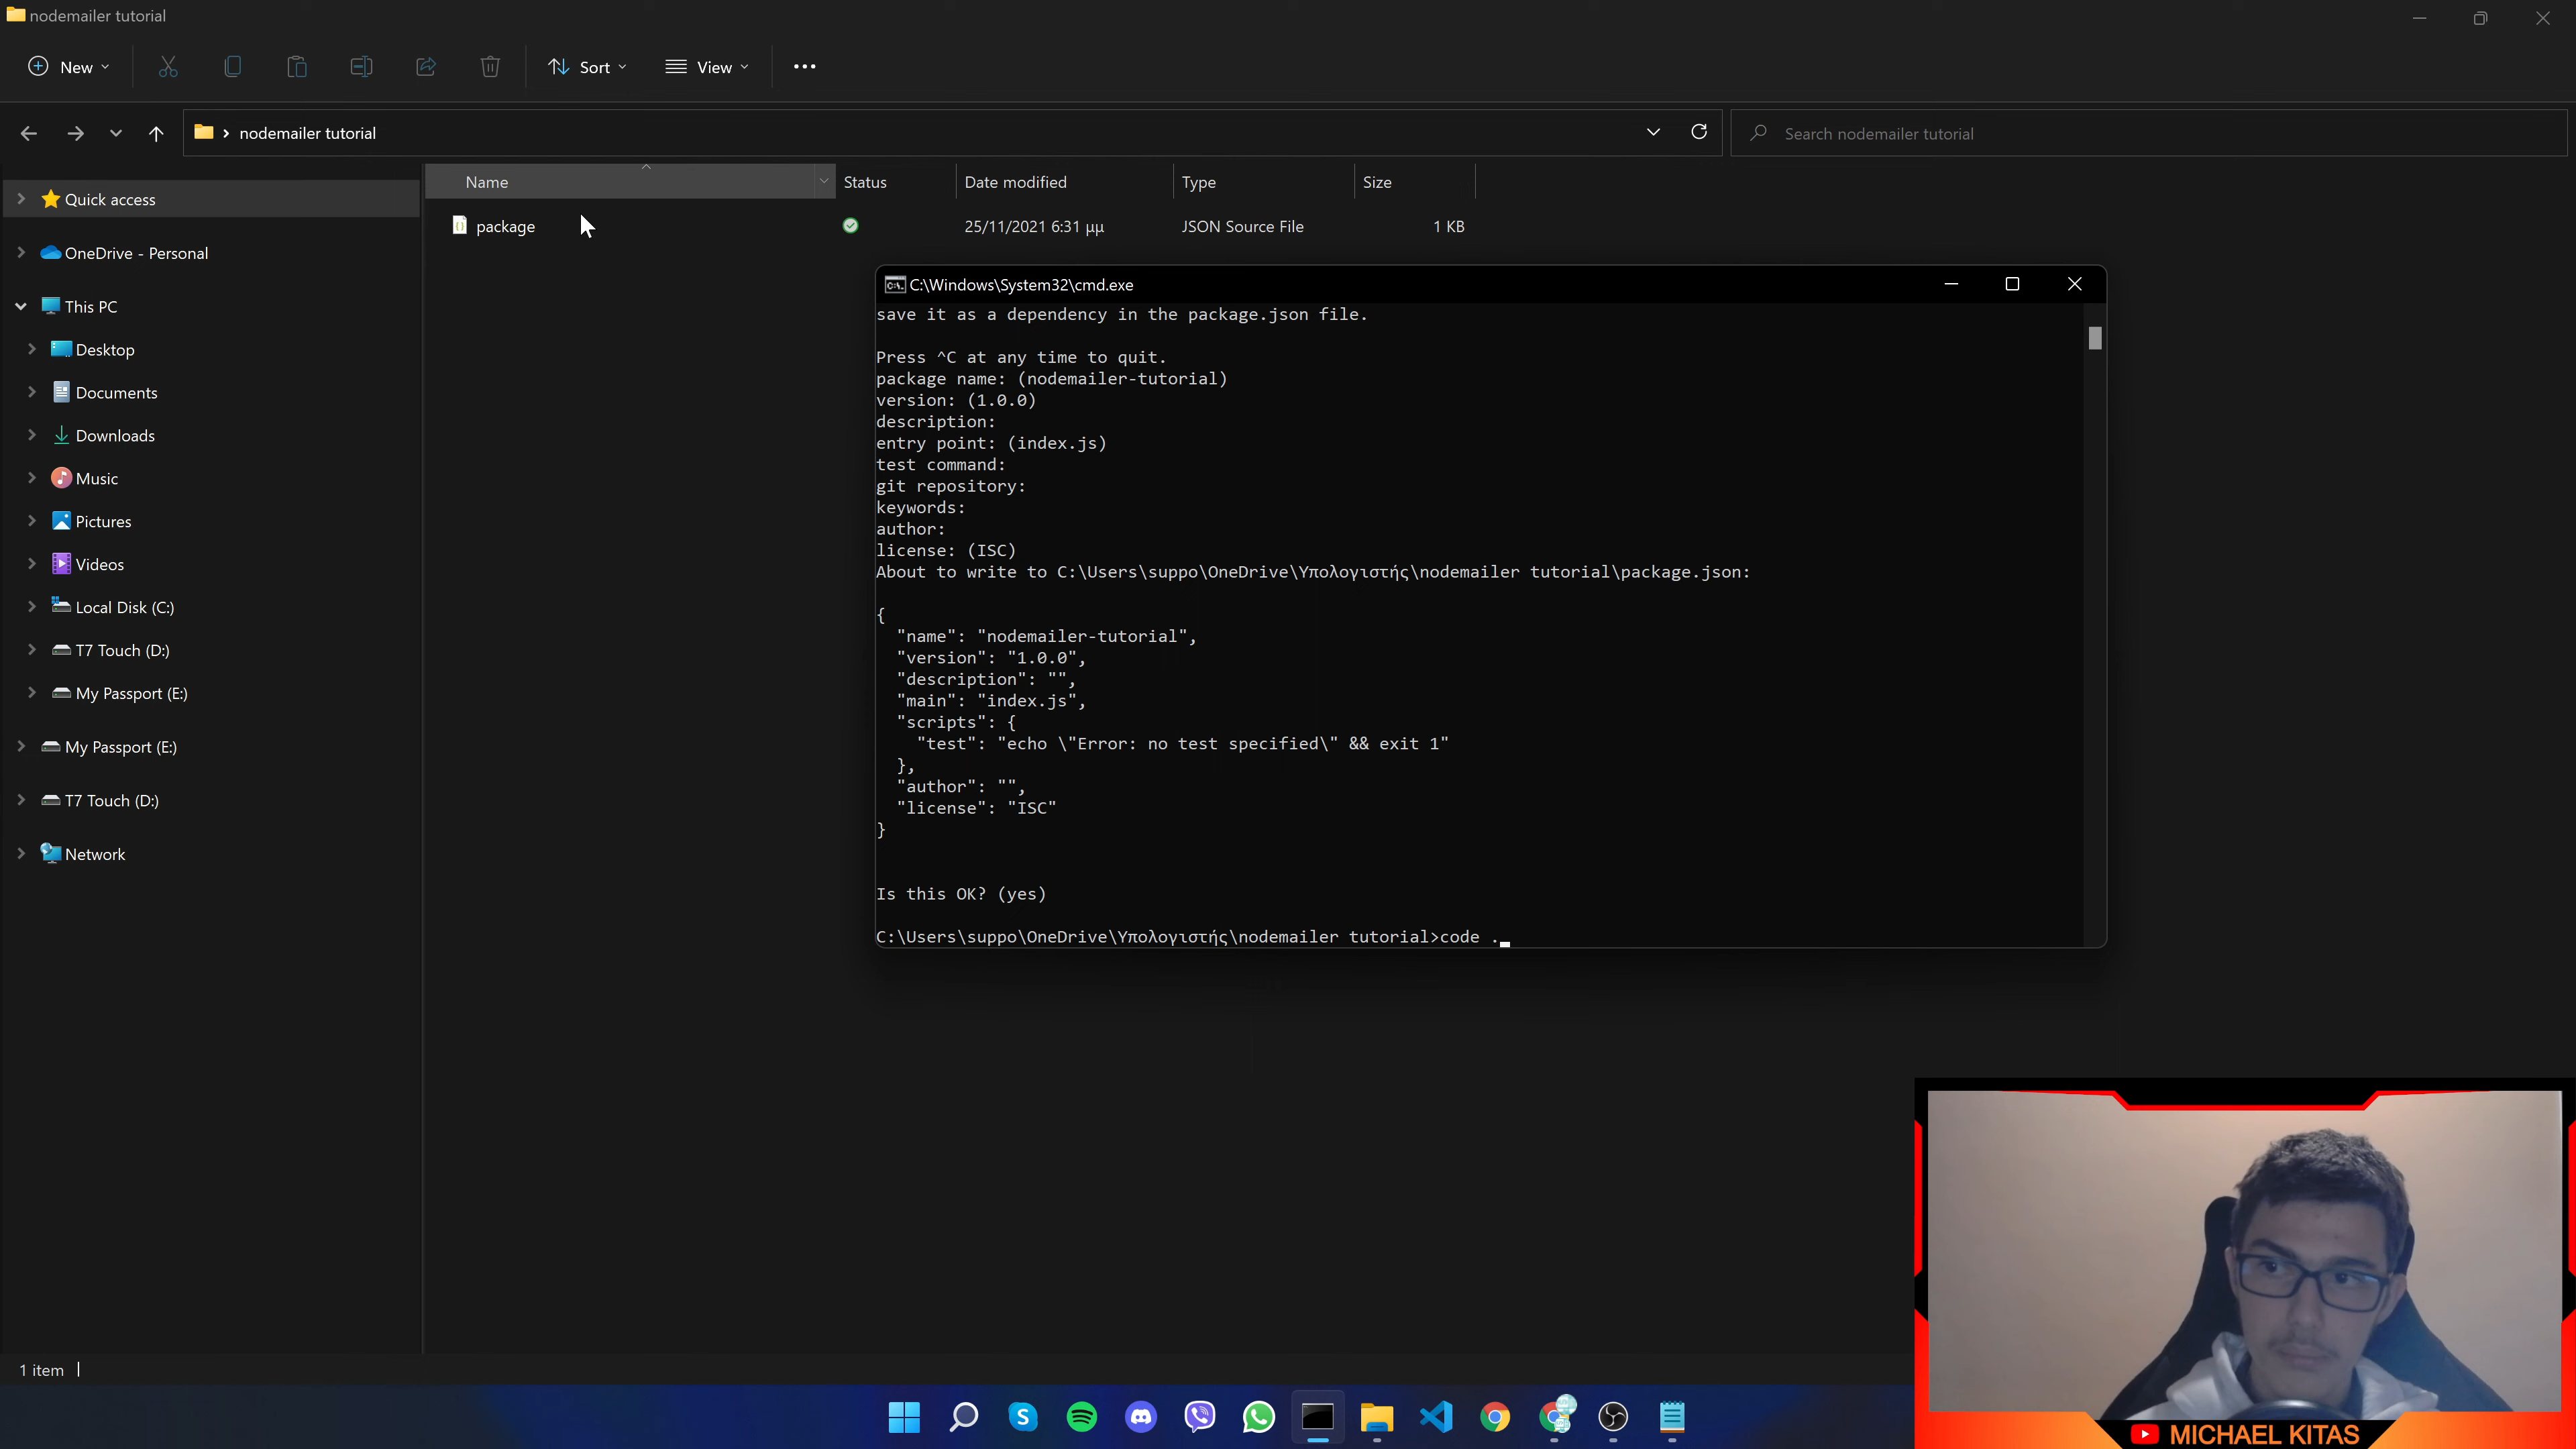 nodemailer tutorial
New
Sort
View
nodemailer tutorial
Search nodemailer tutorial
Name
Status
Date modified
Type
Size
package
25/11/2021 6:31 μμ
JSON Source File
1 KB
Quick access
OneDrive - Personal
This PC
Desktop
Documents
Downloads
Music
Pictures
Videos
Local Disk (C:)
T7 Touch (D:)
My Passport (E:)
My Passport (E:)
T7 Touch (D:)
Network
C:\Windows\System32\cmd.exe
save it as a dependency in the package.json file.
Press ^C at any time to quit.
package name: (nodemailer-tutorial)
version: (1.0.0)
description:
entry point: (index.js)
test command:
git repository:
keywords:
author:
license: (ISC)
About to write to C:\Users\suppo\OneDrive\Υπολογιστής\nodemailer tutorial\package.json:
{
"name": "nodemailer-tutorial",
"version": "1.0.0",
"description": "",
"main": "index.js",
"scripts": {
"test": "echo \"Error: no test specified\" && exit 1"
},
"author": "",
"license": "ISC"
}
Is this OK? (yes)
C:\Users\suppo\OneDrive\Υπολογιστής\nodemailer tutorial>code .
1 item
MICHAEL KITAS